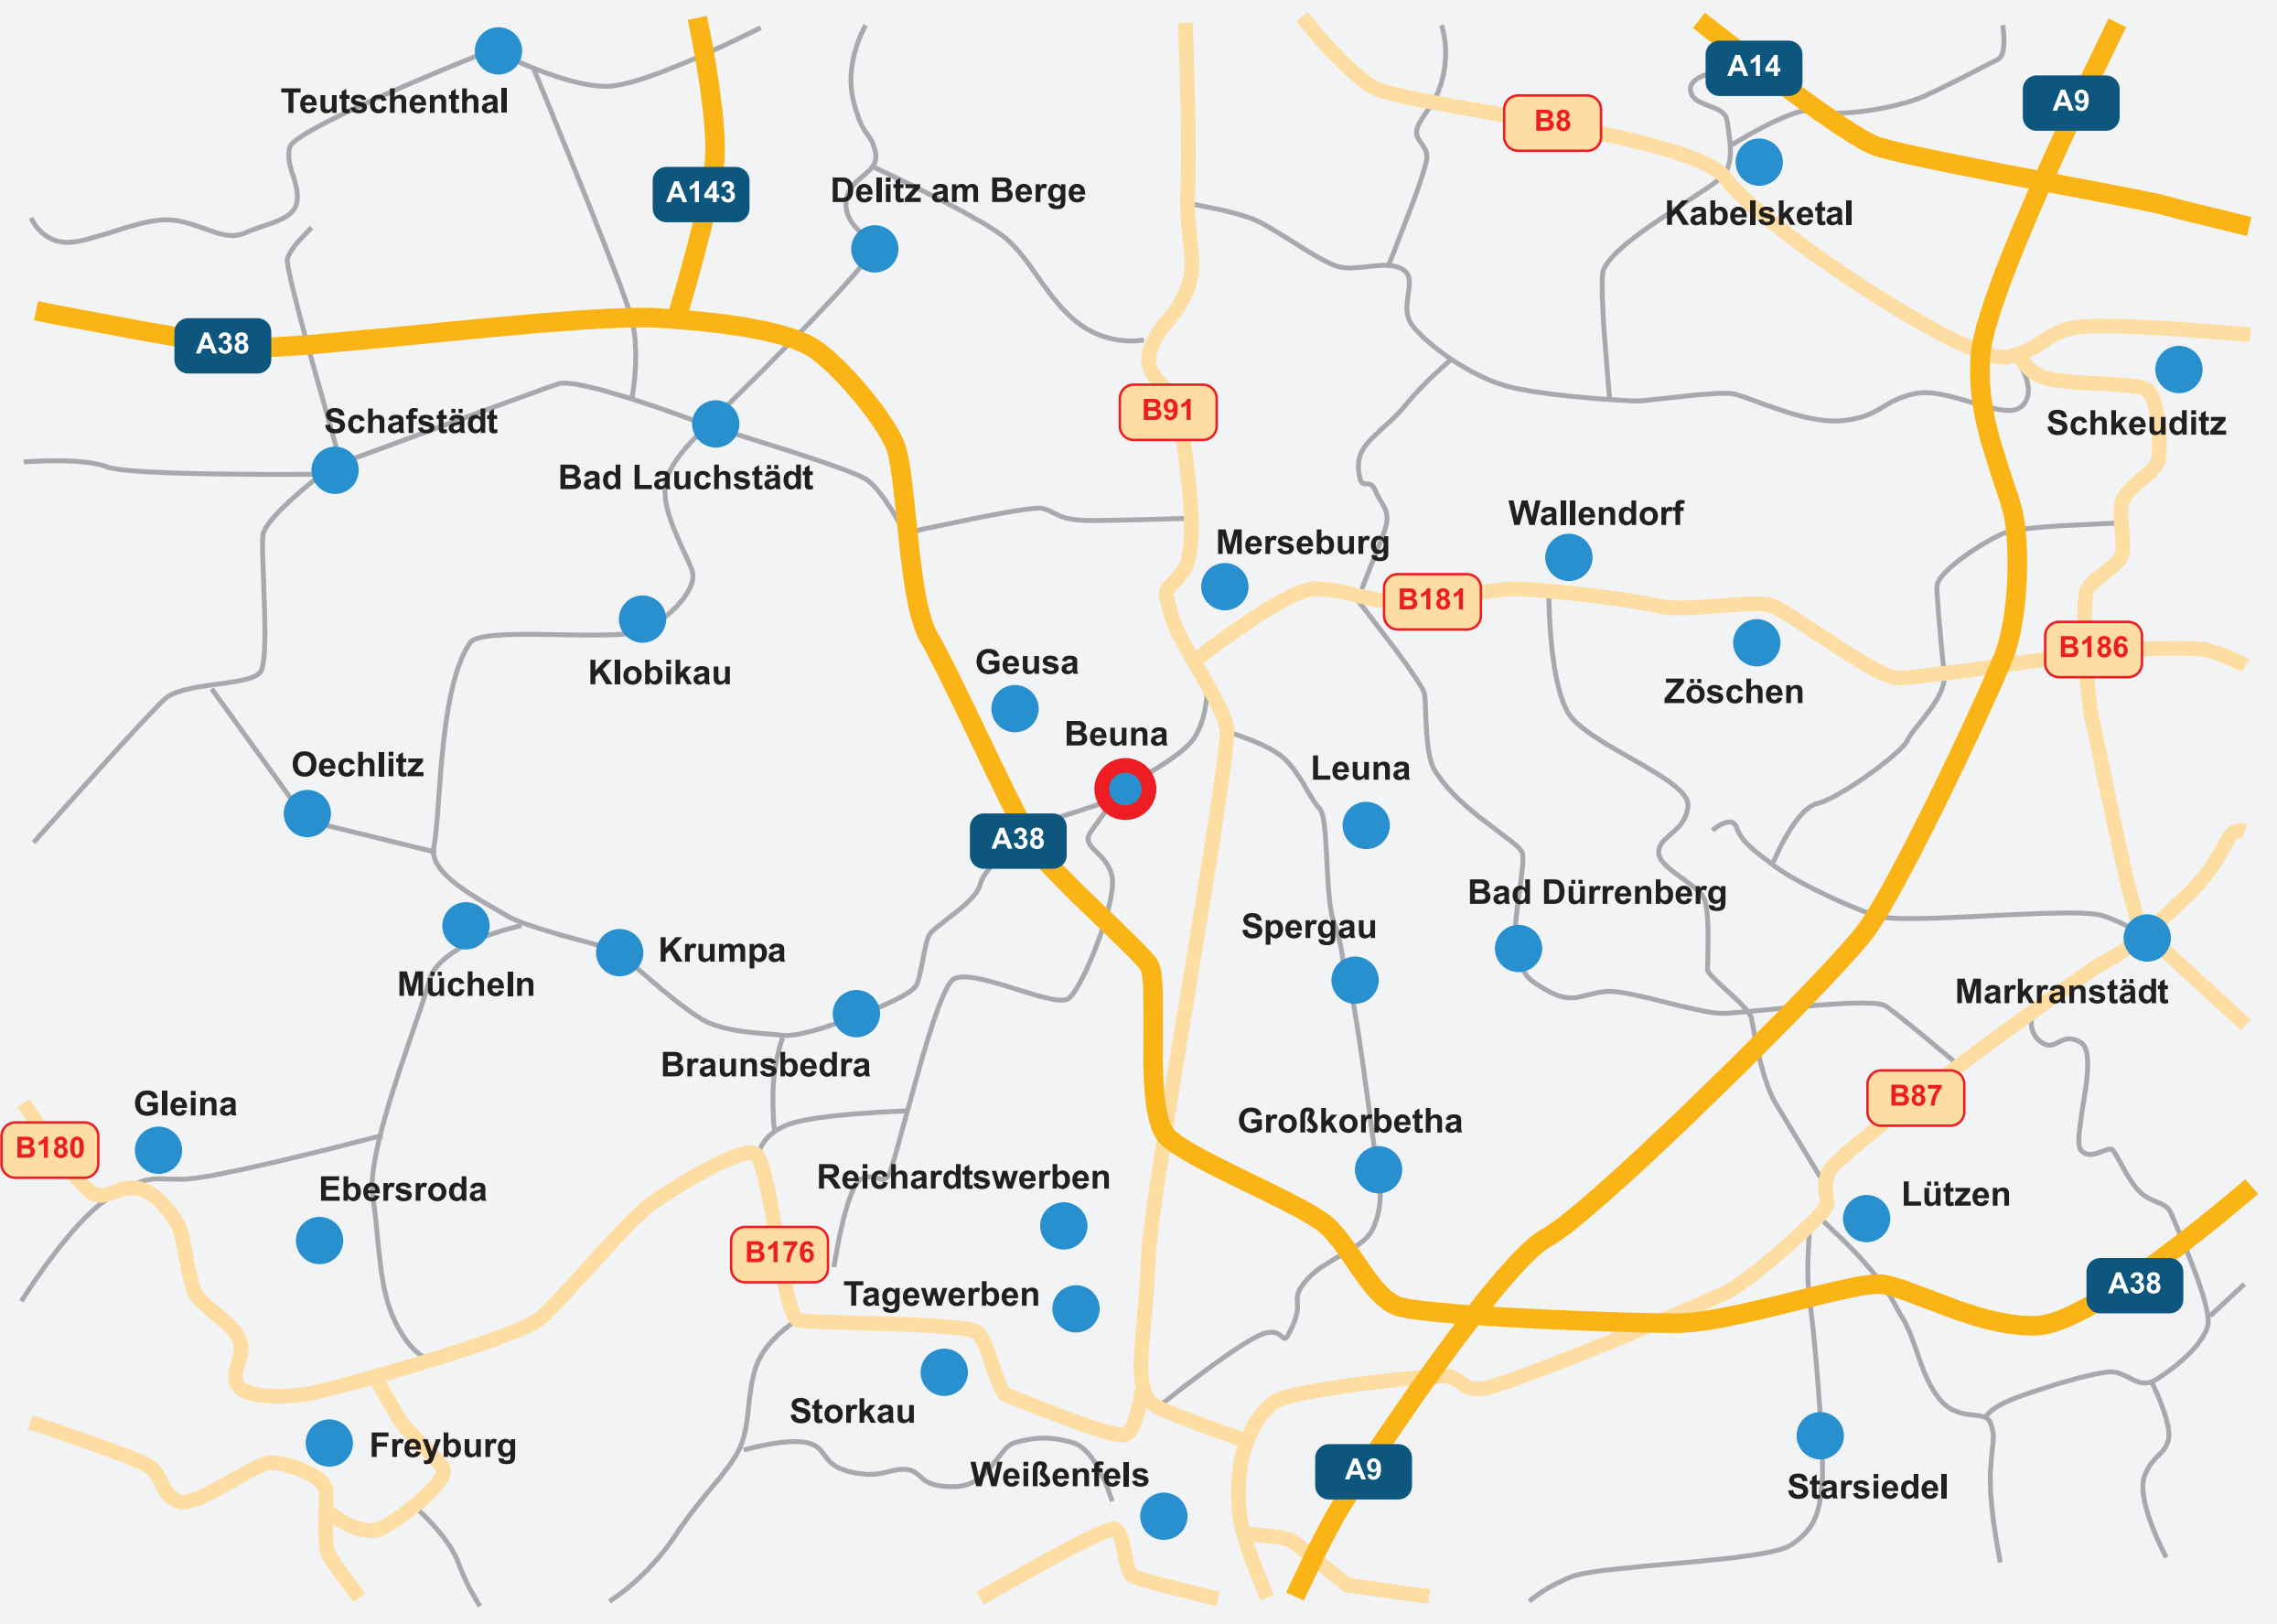 A14
B8
A9
Teutschenthal
A143
Delitz am Berge
Kabelsketal
A38
B91
Schafstädt
Schkeuditz
Bad Lauchstädt
Wallendorf
Merseburg
B181
B186
Geusa
Klobikau
Zöschen
Beuna
Oechlitz
Leuna
A38
Bad Dürrenberg
Spergau
Krumpa
Mücheln
Markranstädt
Braunsbedra
B87
Gleina
Großkorbetha
B180
Reichardtswerben
Ebersroda
Lützen
B176
A38
Tagewerben
Storkau
Freyburg
A9
Weißenfels
Starsiedel